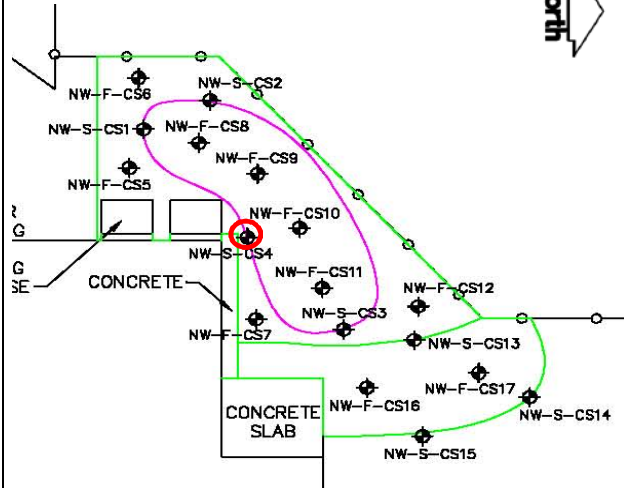 North
NW-S-CS2
NW-F-CS6
NW-S-CS1
NW-F-CS8
NW-F-CS9
NW-F-CS5
NW-F-CS10
R
G
NW-S-CS4
G
SE
CONCRETE
NW-F-CS11
NW-F-CS12
NW-S-CS3
NW-F-CS7
NW-S-CS13
NW-F-CS17
NW-F-CS16
NW-S-CS14
CONCRETE
SLAB
NW-S-CS15